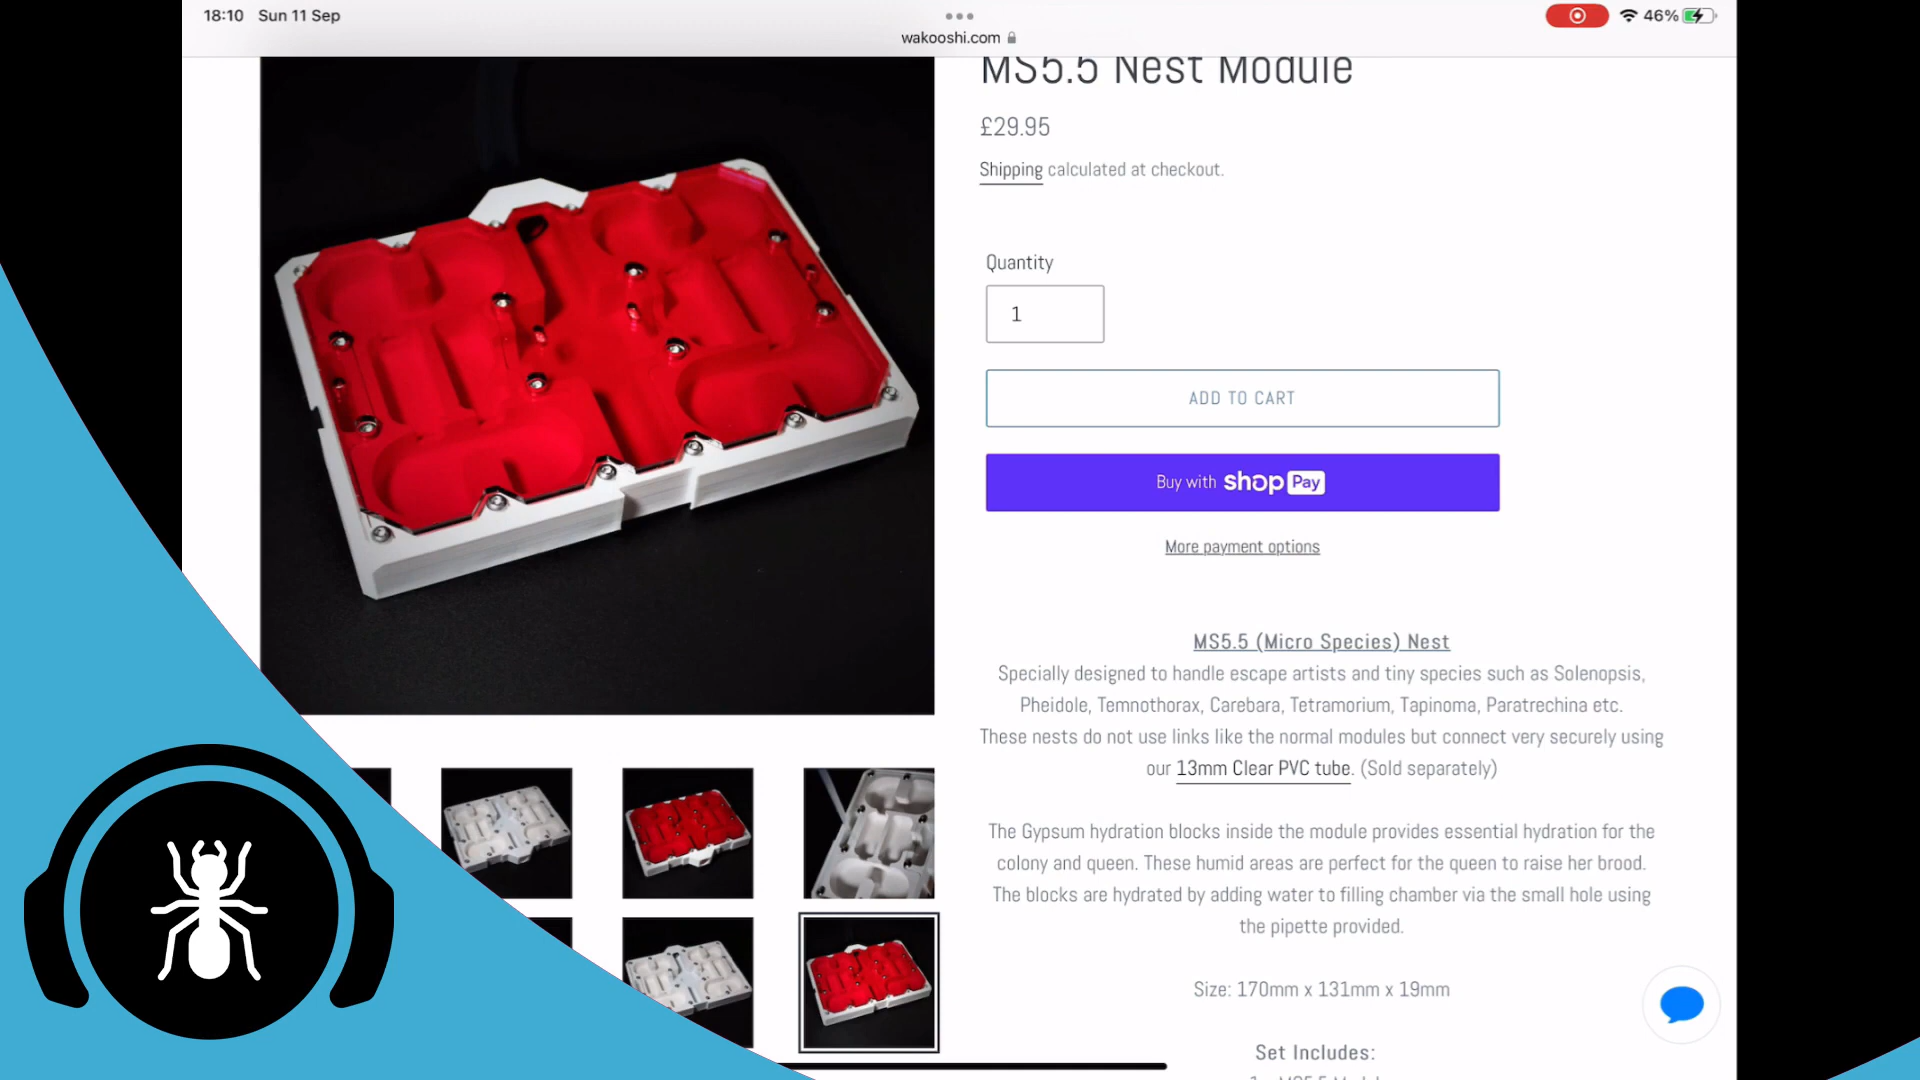 18:10 Sun 11 Sep
46%
wakooshi.com
MS5.5 Nest Module
£29.95
Shipping calculated at checkout.
Quantity
1
ADD TO CART
Buy with shop Pay
More payment options
MS5.5 (Micro Species) Nest
Specially designed to handle escape artists and tiny species such as Solenopsis,
Pheidole, Temnothorax, Carebara, Tetramorium, Tapinoma, Paratrechina etc.
These nests do not use links like the normal modules but connect very securely using
our 13mm Clear PVC tube. (Sold separately)
The Gypsum hydration blocks inside the module provides essential hydration for the
colony and queen. These humid areas are perfect for the queen to raise her brood.
The blocks are hydrated by adding water to filling chamber via the small hole using
the pipette provided.
Size: 170mm x 131mm x 19mm
Set Includes: